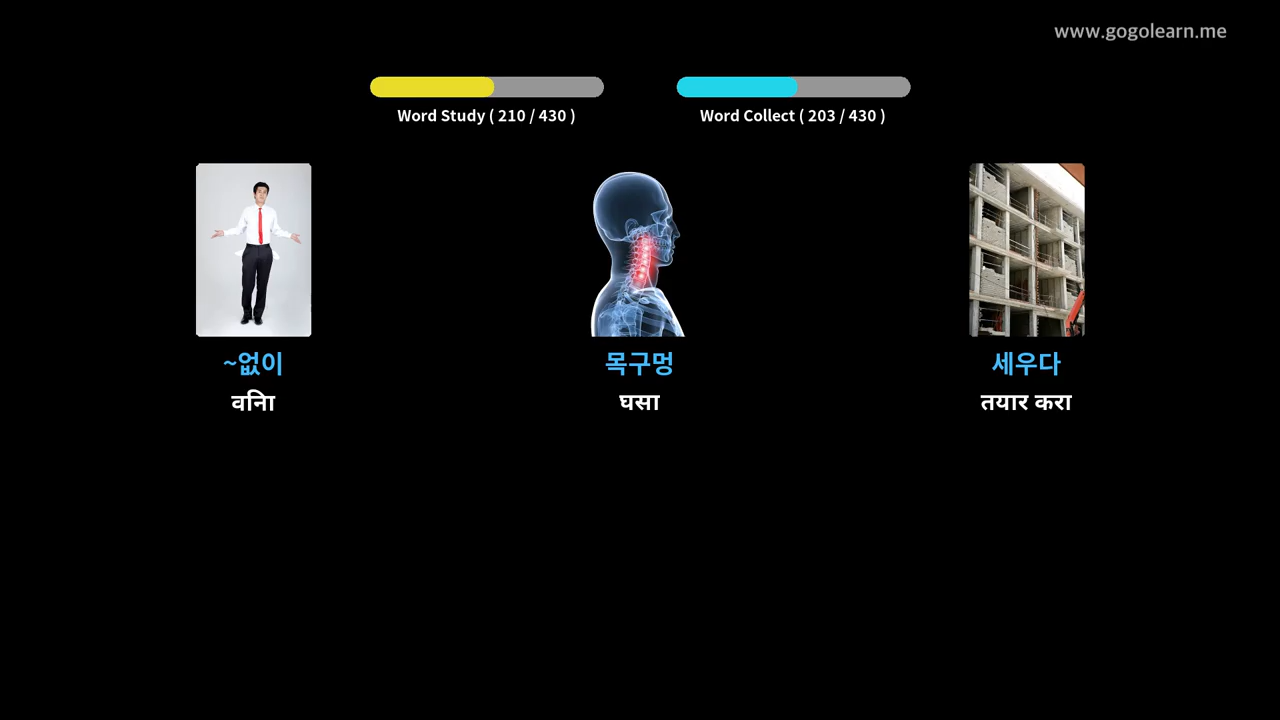 www.gogolearn.me
Word Study ( 210 / 430 )
Word Collect ( 203 / 430 )
~없이
목구멍
세우다
विना
घसा
तयार करा